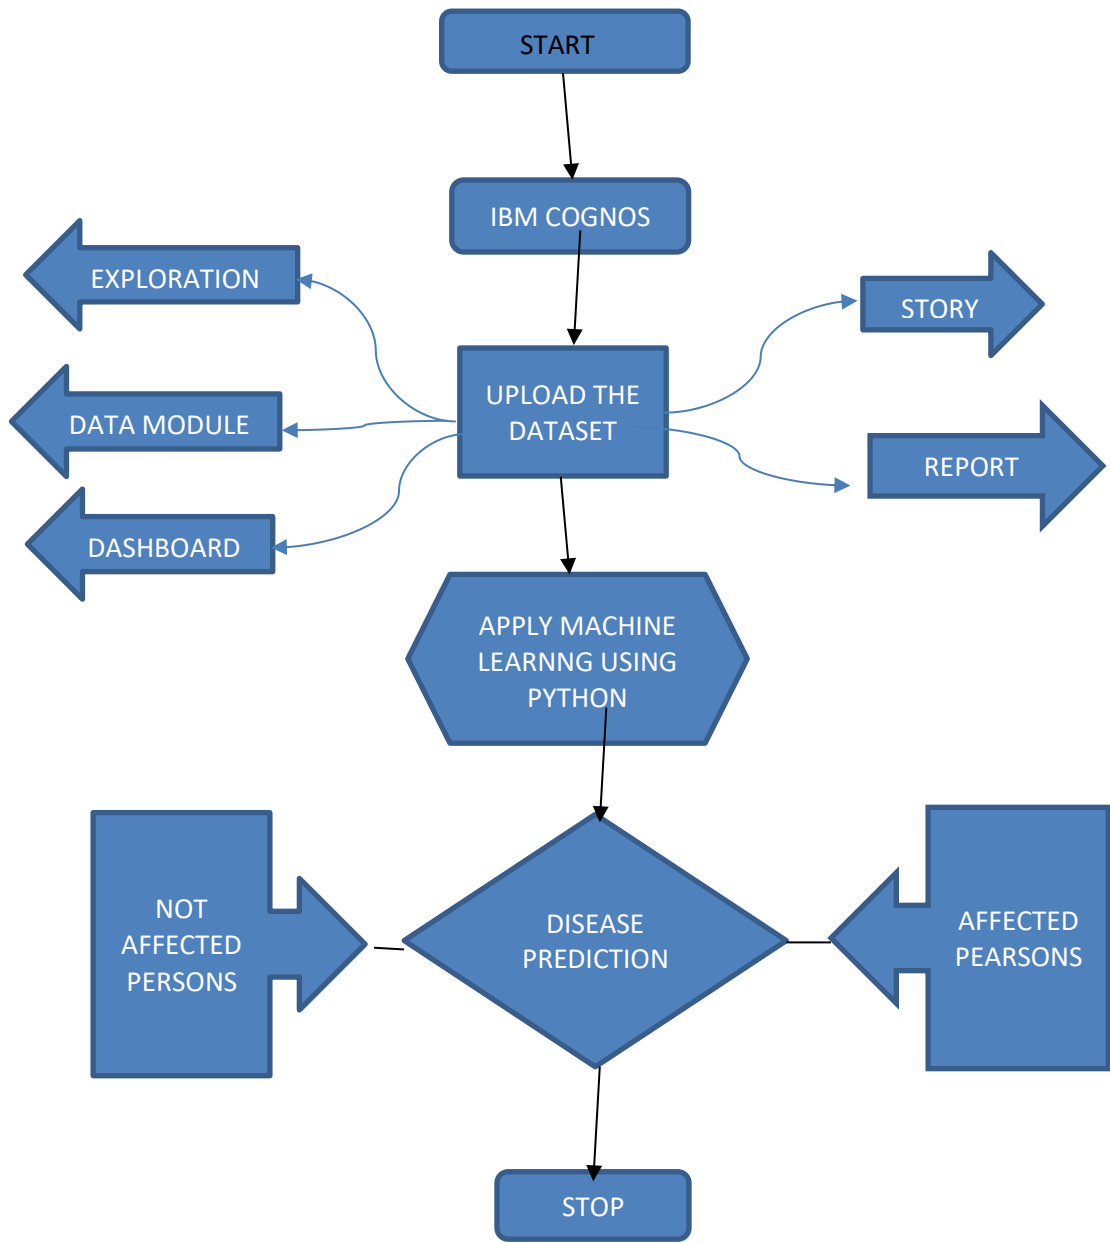 START
IBM COGNOS
EXPLORATION
STORY
UPLOAD THE
DATASET
DATA MODULE
REPORT
DASHBOARD
APPLY MACHINE
LEARNNG USING
PYTHON
NOT
AFFECTED
PERSONS
DISEASE
PREDICTION
AFFECTED
PEARSONS
STOP